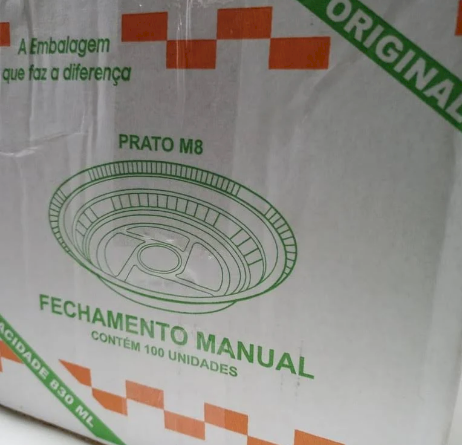 A Embalagem
que faz a diferença
ORIGINAL
PRATO M8
FECHAMENTO MANUAL
CONTÉM 100 UNIDADES
ACIDADE 830 ML